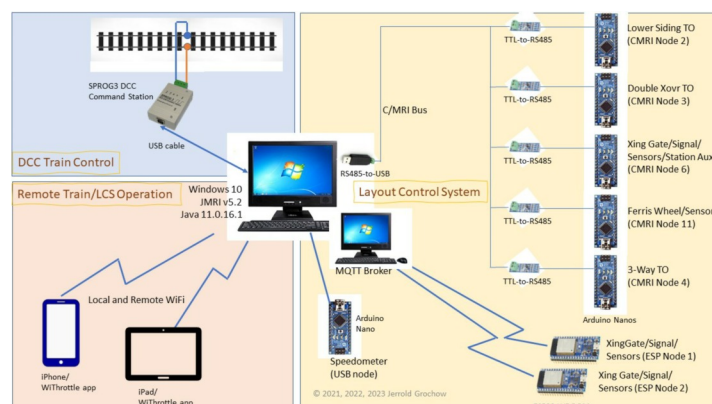 SPROG3 DCC
Command Station
USB cable
DCC Train Control
Remote Train/LCS Operation
Windows 10
JMRI v5.2
Java 11.0.16.1
Local and Remote WiFi
iPhone/
WiThrottle app
iPad/
WiThrottle app
RS485-to-USB
C/MRI Bus
Layout Control System
MQTT Broker
Arduino
Nano
Speedometer
(USB node)
TTL-to-RS485
Lower Siding TO
(CMRI Node 2)
TTL-to-RS485
Double Xovr TO
(CMRI Node 3)
TTL-to-RS485
Xing Gate/Signal/
Sensors/Station Aux
(CMRI Node 6)
TTL-to-RS485
Ferris Wheel/Sensor
(CMRI Node 11)
TTL-to-RS485
3-Way TO
(CMRI Node 4)
Arduino Nanos
XingGate/Signal/
Sensors (ESP Node 1)
Xing Gate/Signal/
Sensors (ESP Node 2)
© 2021, 2022, 2023 Jerrold Grochow